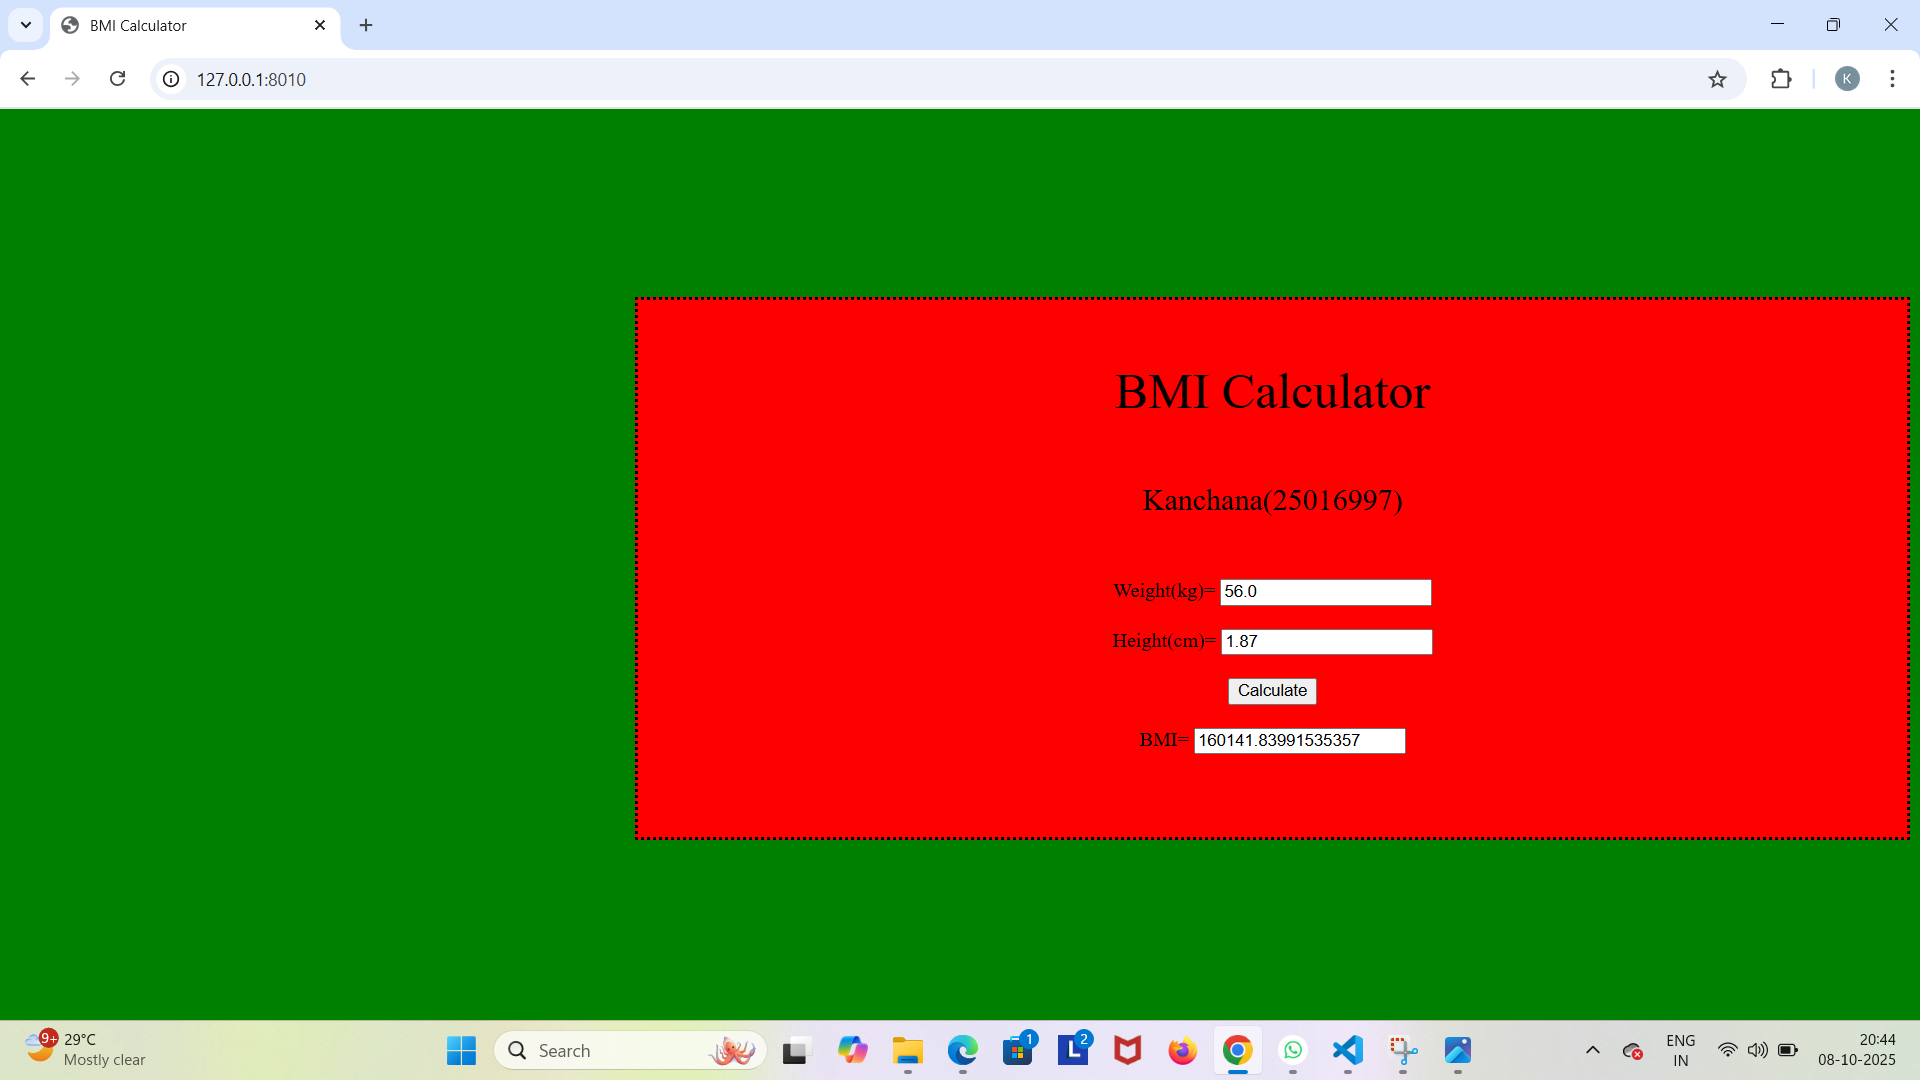 BMI Calculator
127.0.0.1:8010
K
BMI Calculator
Kanchana(25016997)
Weight(kg)= 56.0
Height(cm)= 1.87
Calculate
BMI= 160141.83991535357
9+
29°C
Mostly clear
Search
1
L
2
ENG
IN
20:44
08-10-2025